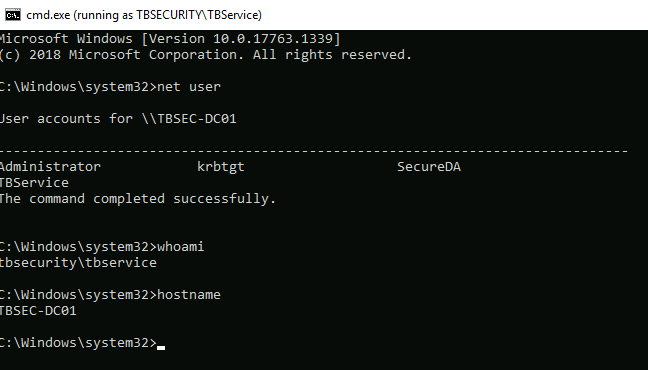 cmd.exe (running as TBSECURITY\TBService)
Microsoft Windows [Version 10.0.17763.1339]
(c) 2018 Microsoft Corporation. All rights reserved.
C:\Windows\system32>net user
User accounts for \\TBSEC-DC01
-------------------------------------------------------------------------------
Administrator            krbtgt                   SecureDA
TBService
The command completed successfully.
C:\Windows\system32>whoami
tbsecurity\tbservice
C:\Windows\system32>hostname
TBSEC-DC01
C:\Windows\system32>